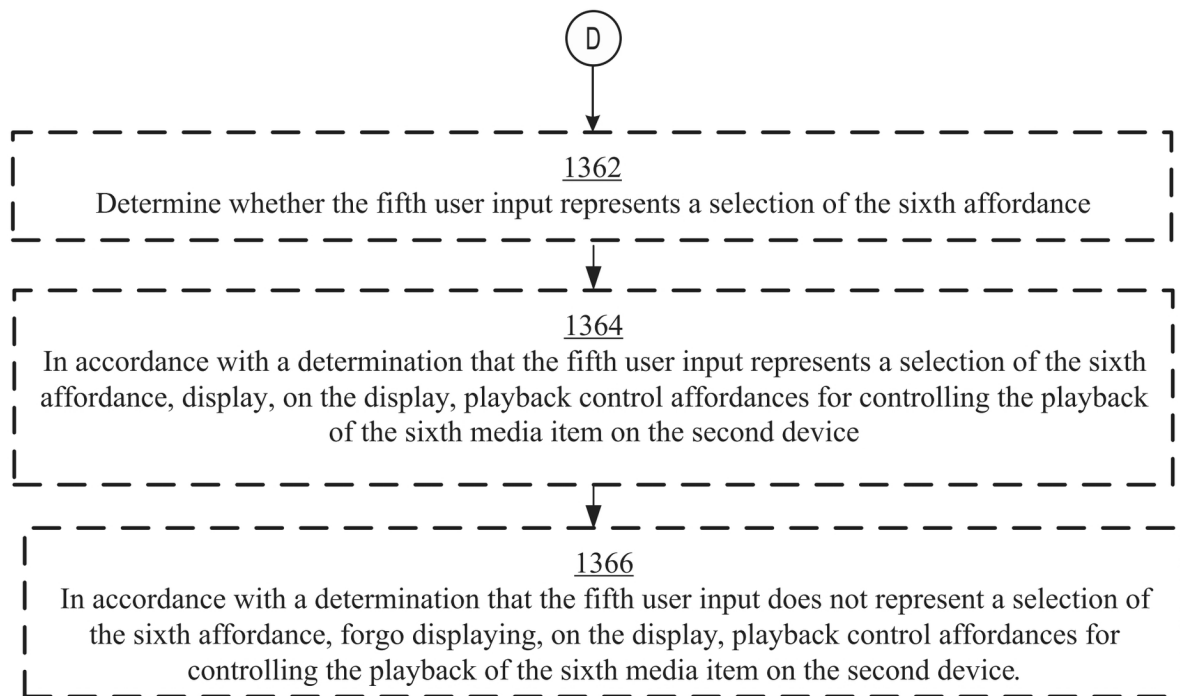 D
1362
Determine whether the fifth user input represents a selection of the sixth affordance
1364
In accordance with a determination that the fifth user input represents a selection of the sixth
affordance, display, on the display, playback control affordances for controlling the playback
of the sixth media item on the second device
1366
In accordance with a determination that the fifth user input does not represent a selection of
the sixth affordance, forgo displaying, on the display, playback control affordances for
controlling the playback of the sixth media item on the second device.